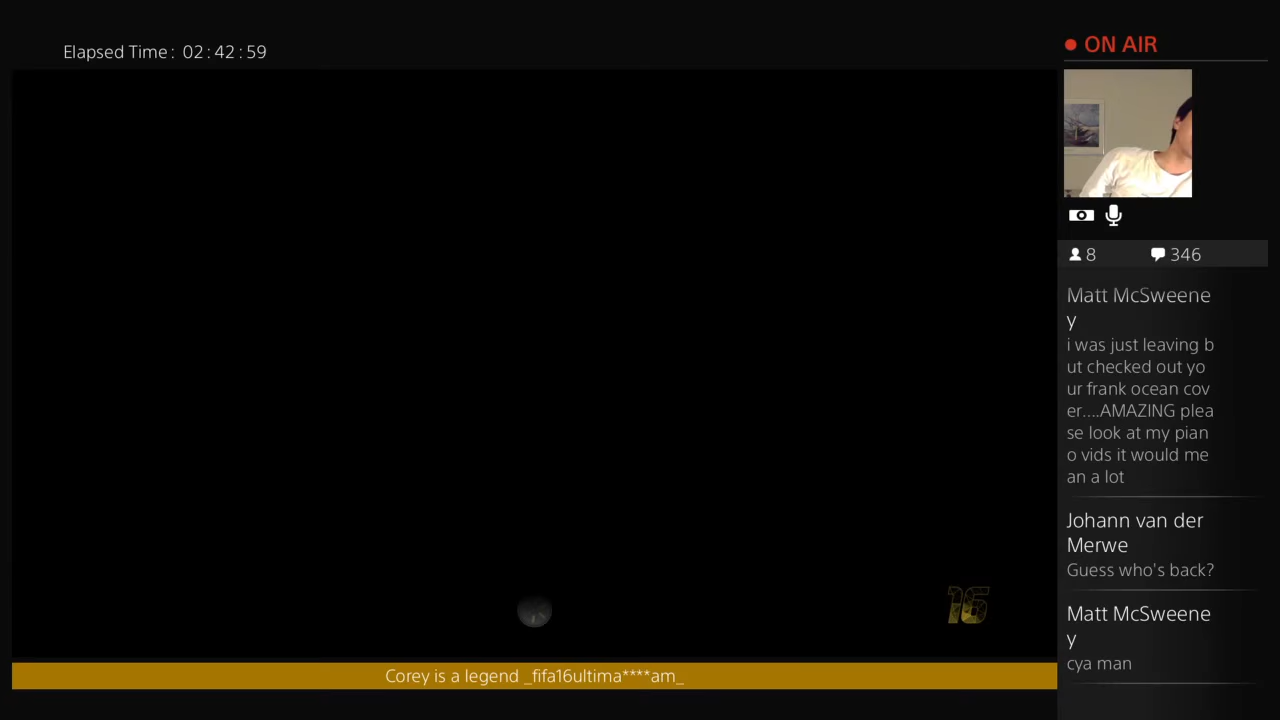 Elapsed Time: 02:42:59
ON AIR
8 346
Matt McSweene
y
i was just leaving b
ut checked out yo
ur frank ocean cov
er....AMAZING plea
se look at my pian
o vids it would me
an a lot
Johann van der
Merwe
Guess who's back?
Matt McSweene
y
cya man
16
Corey is a legend _fifa16ultima****am_